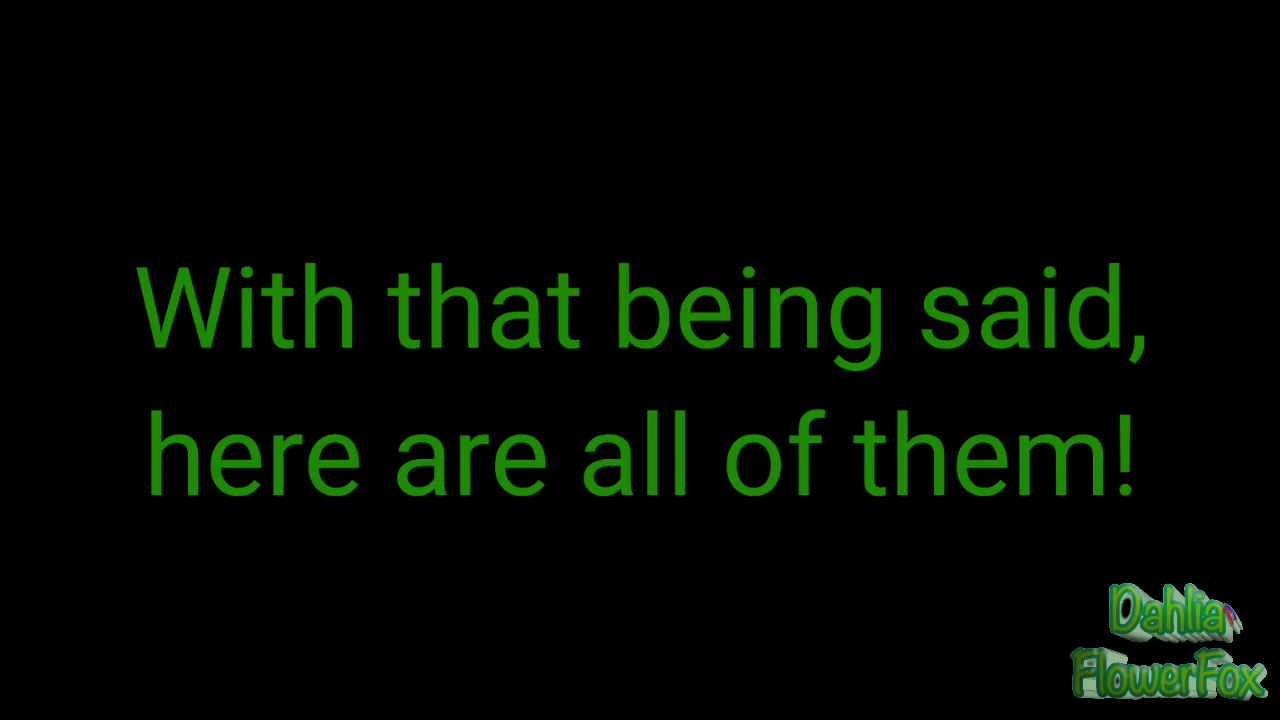 With that being said,
here are all of them!
Dahlia
FlowerFox